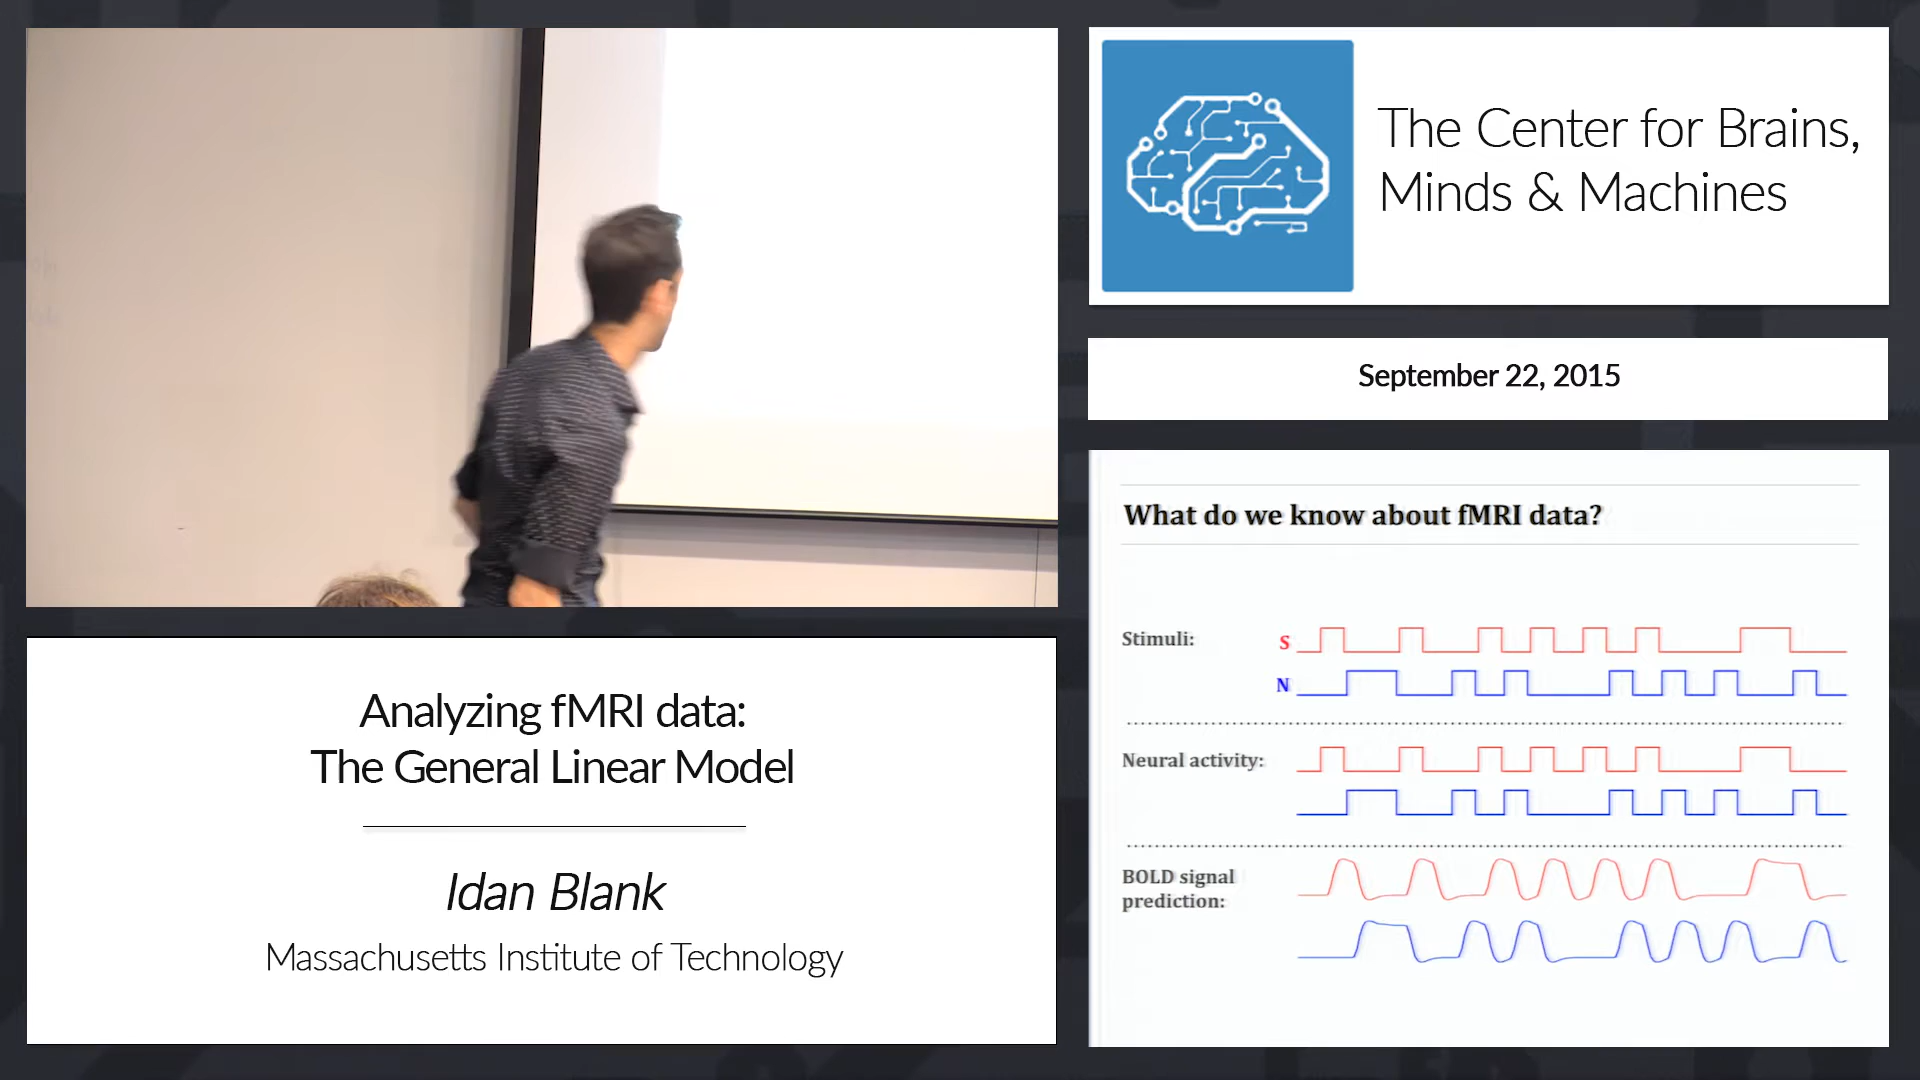 The Center for Brains,
Minds & Machines
September 22, 2015
What do we know about fMRI data?
Stimuli:
S
N
Neural activity:
BOLD signal
prediction:
Analyzing fMRI data:
The General Linear Model
Idan Blank
Massachusetts Institute of Technology